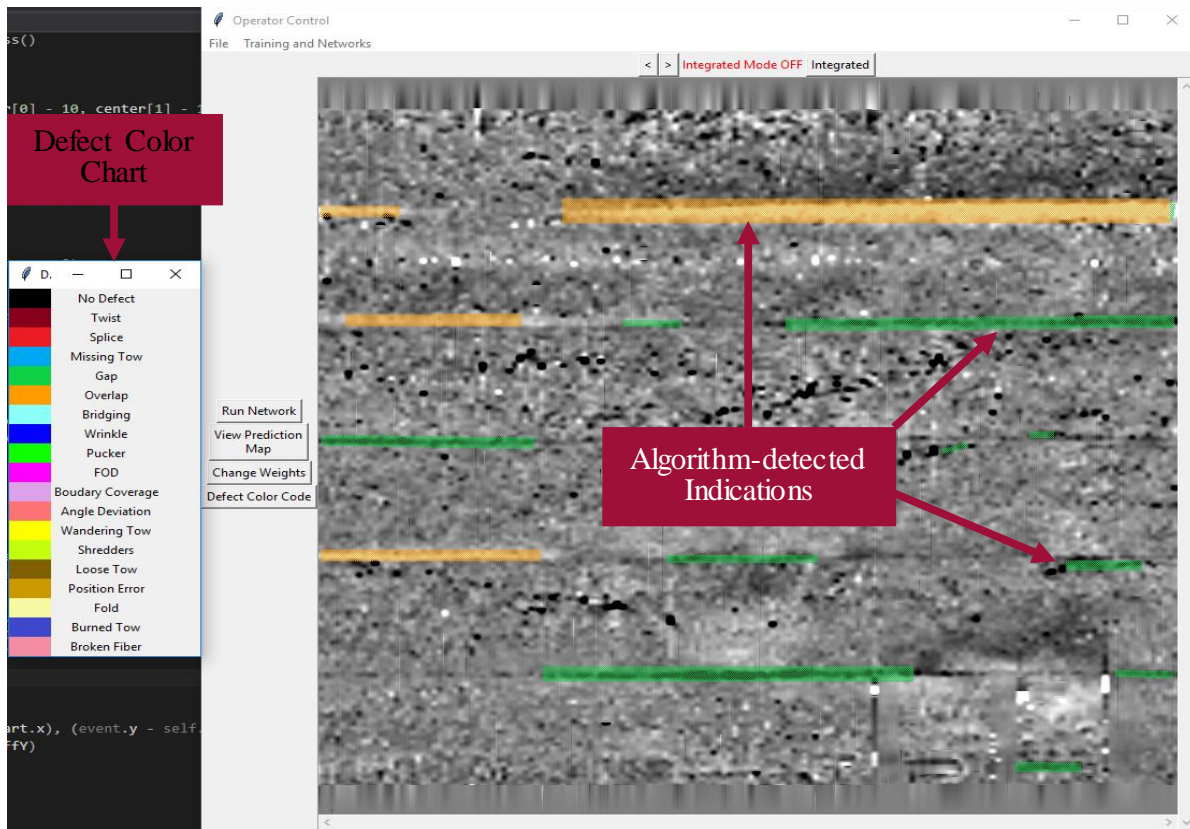 ss()
Operator Control
File Training and Networks
< > Integrated Mode OFF Integrated
r[0] - 10, center[1] - 1
Defect Color
Chart
D.
No Defect
Twist
Splice
Missing Tow
Gap
Overlap
Bridging
Wrinkle
Pucker
FOD
Boudary Coverage
Angle Deviation
Wandering Tow
Shredders
Loose Tow
Position Error
Fold
Burned Tow
Broken Fiber
Run Network
View Prediction
Map
Change Weights
Defect Color Code
Algorithm-detected
Indications
art.x), (event.y - self.
ffY)